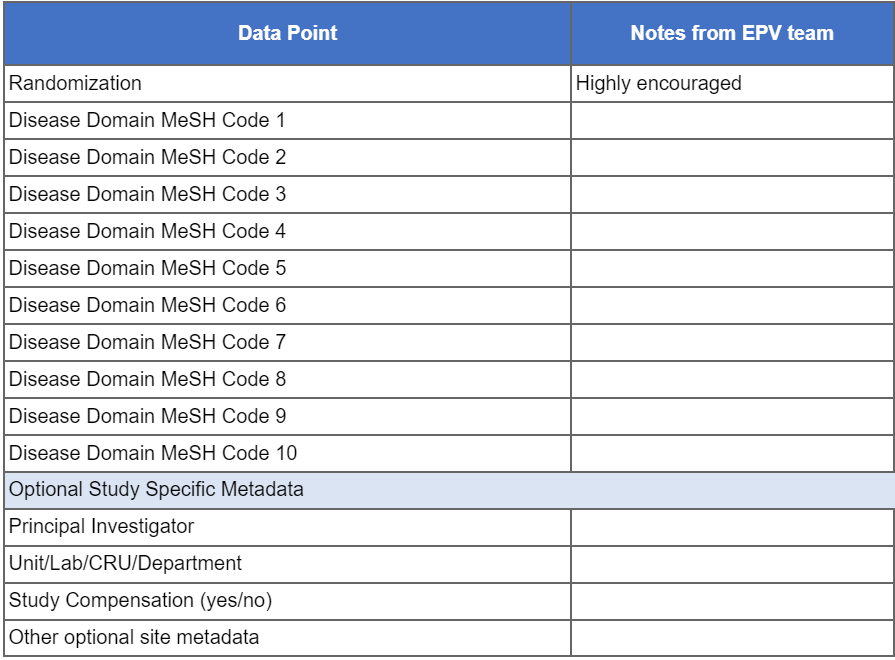 Data Point Notes from EPV team
Randomization Highly encouraged
Disease Domain MeSH Code 1
Disease Domain MeSH Code 2
Disease Domain MeSH Code 3
Disease Domain MeSH Code 4
Disease Domain MeSH Code 5
Disease Domain MeSH Code 6
Disease Domain MeSH Code 7
Disease Domain MeSH Code 8
Disease Domain MeSH Code 9
Disease Domain MeSH Code 10
Optional Study Specific Metadata
Principal Investigator
Unit/Lab/CRU/Department
Study Compensation (yes/no)
Other optional site metadata